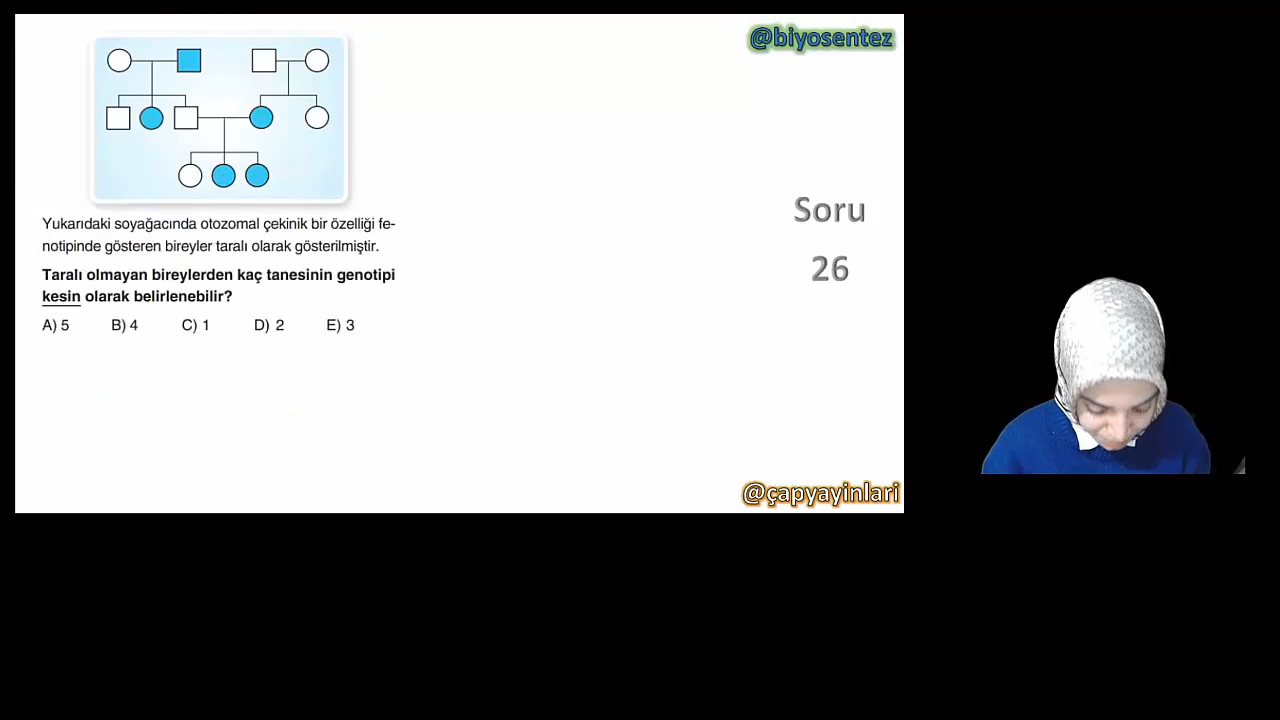 @biyosentez
Yukarıdaki soyağacında otozomal çekinik bir özelliği fe-
notipinde gösteren bireyler taralı olarak gösterilmiştir.
Taralı olmayan bireylerden kaç tanesinin genotipi
kesin olarak belirlenebilir?
A) 5 B) 4 C) 1 D) 2 E) 3
Soru
26
@çapyayinlari